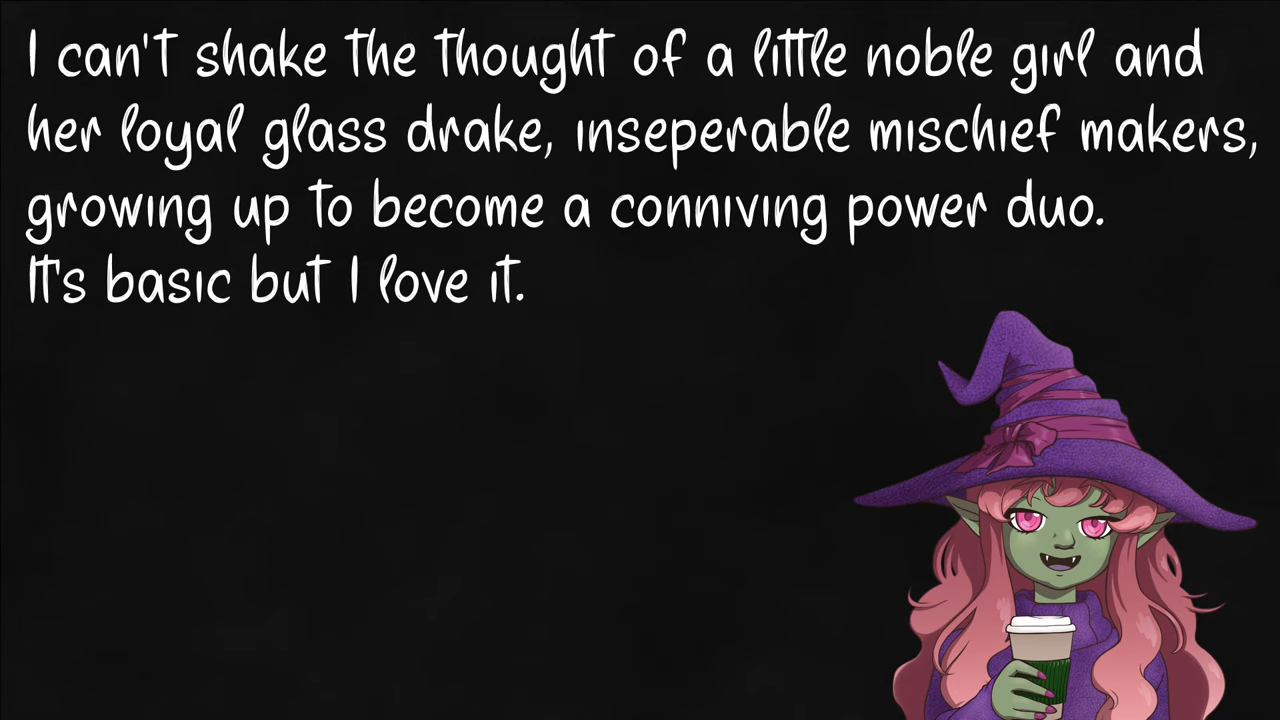 I can't shake the thought of a little noble girl and
her loyal glass drake, inseperable mischief makers,
growing up to become a conniving power duo.
It's basic but I love it.